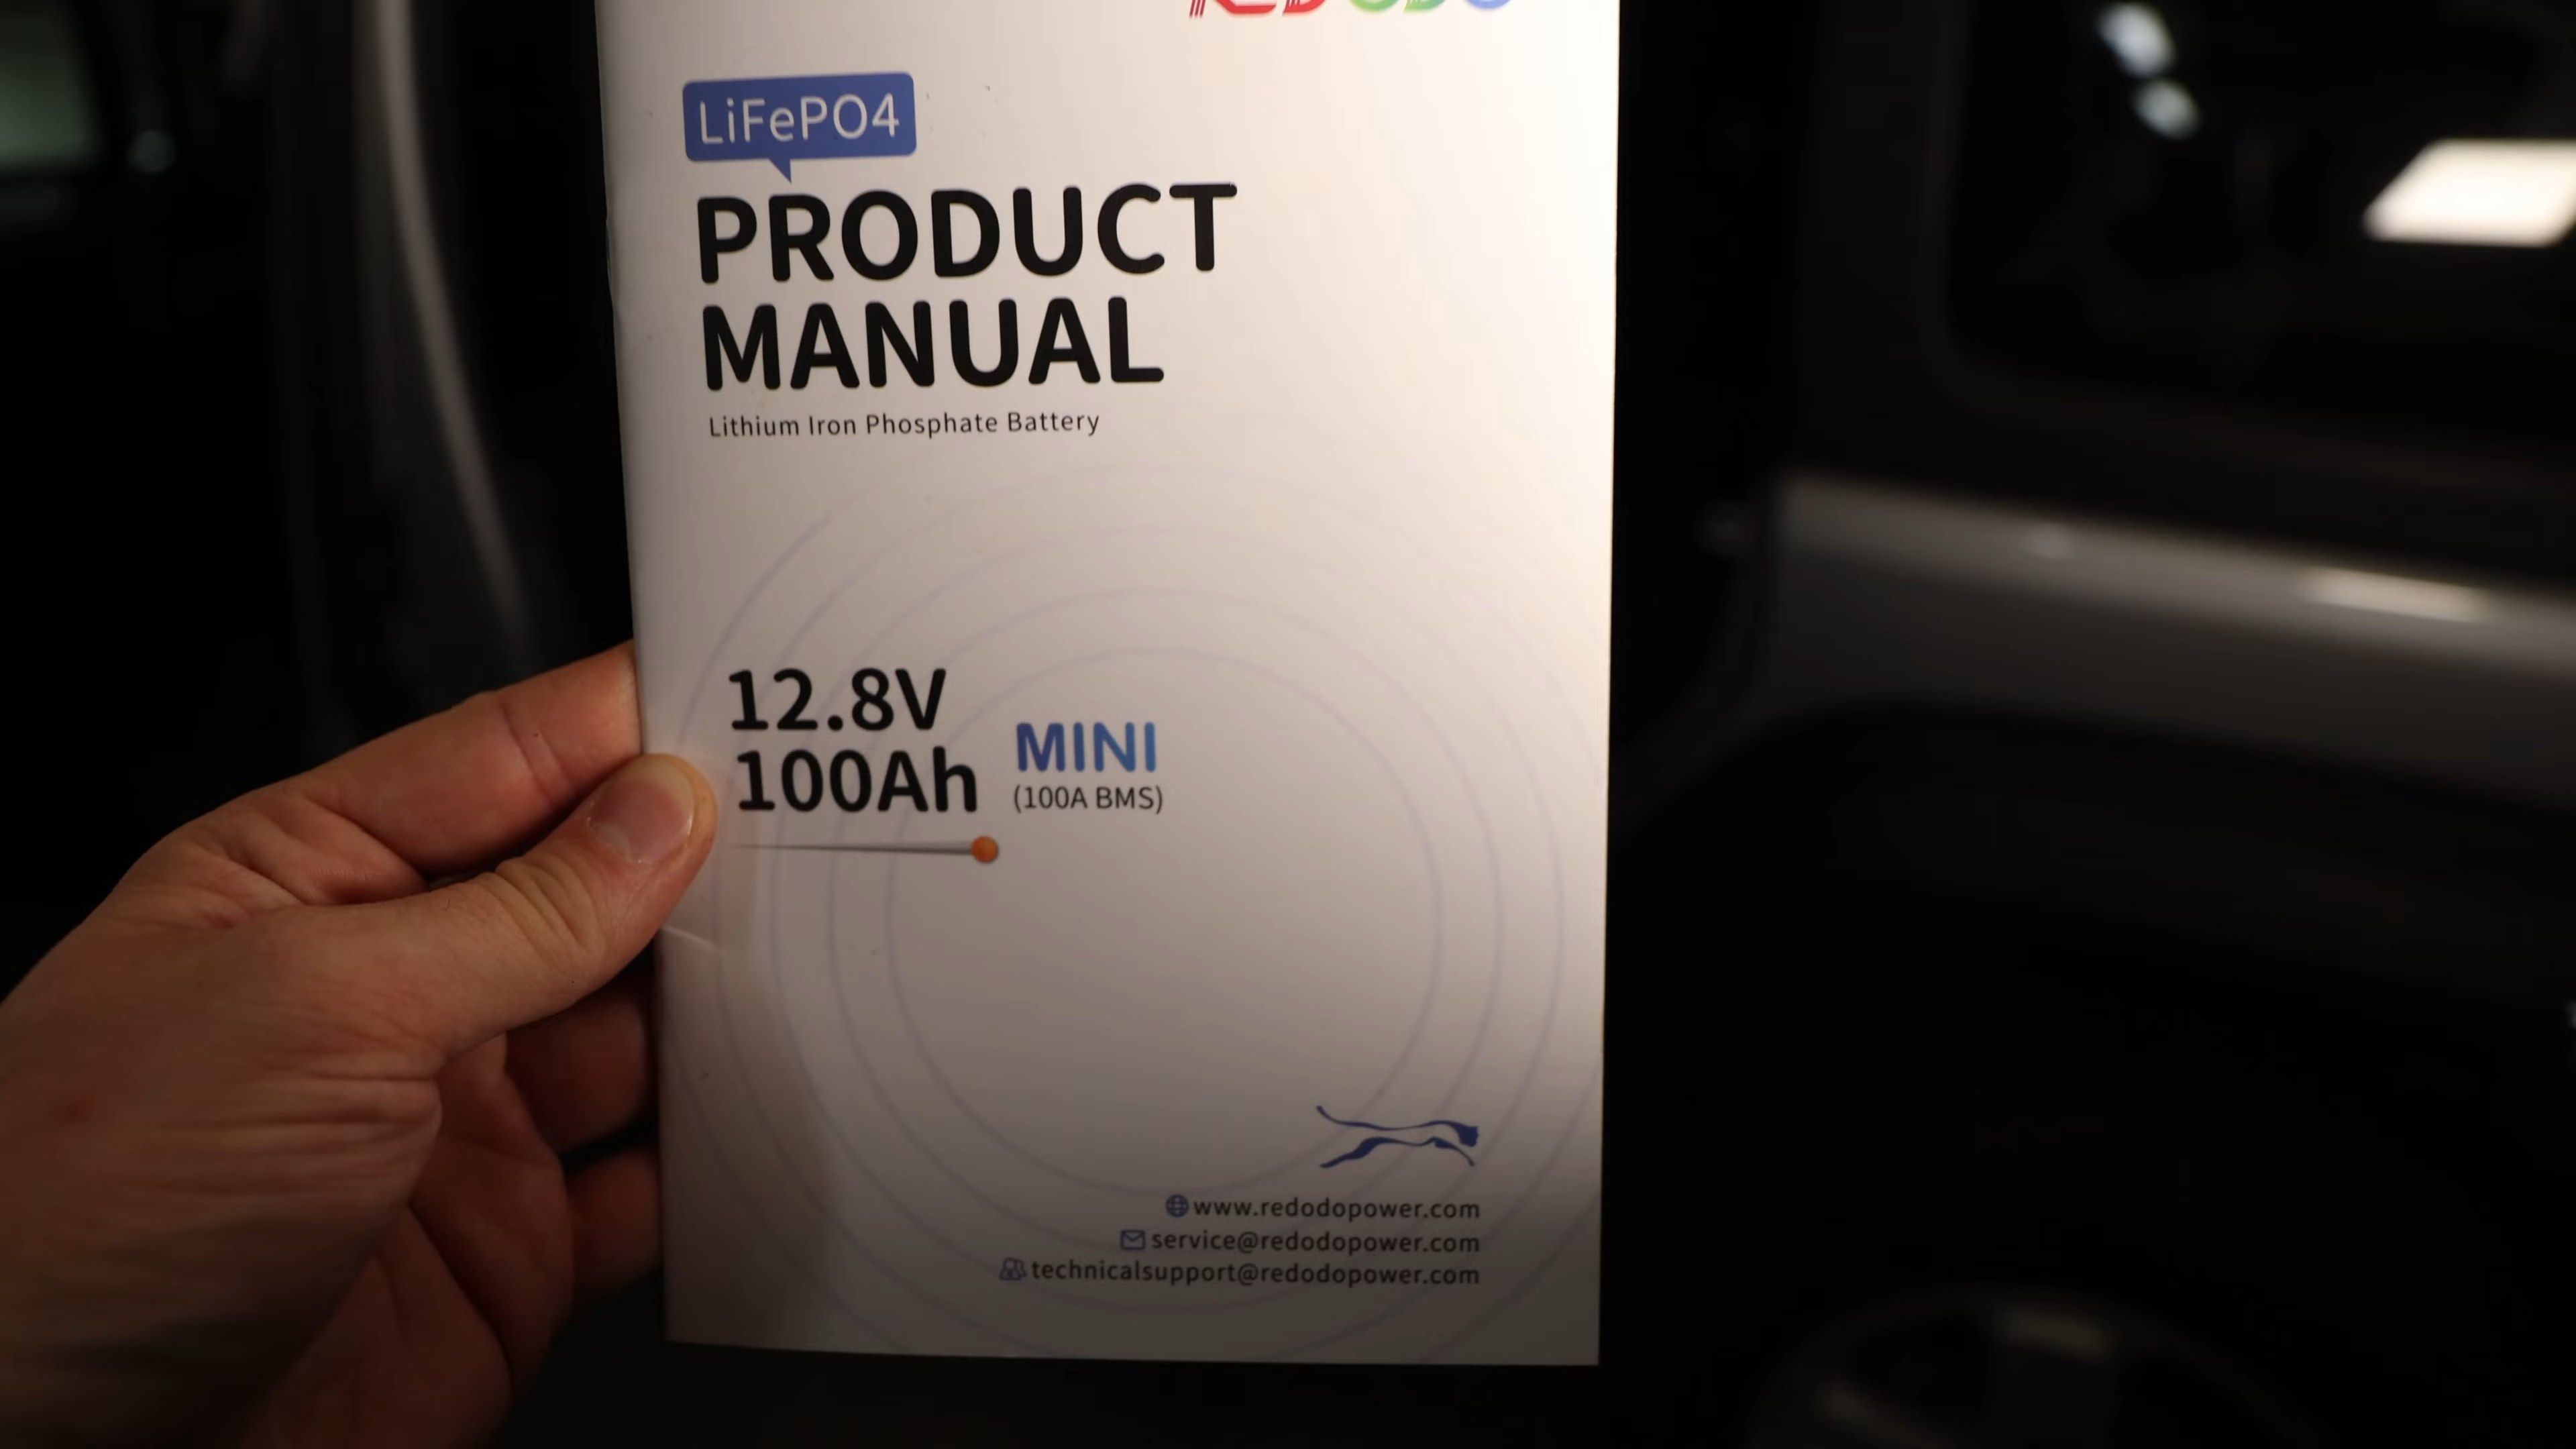 REDODO
LiFePO4
PRODUCT
MANUAL
Lithium Iron Phosphate Battery
12.8V
100Ah
MINI
(100A BMS)
www.redodopower.com
service@redodopower.com
technicalsupport@redodopower.com